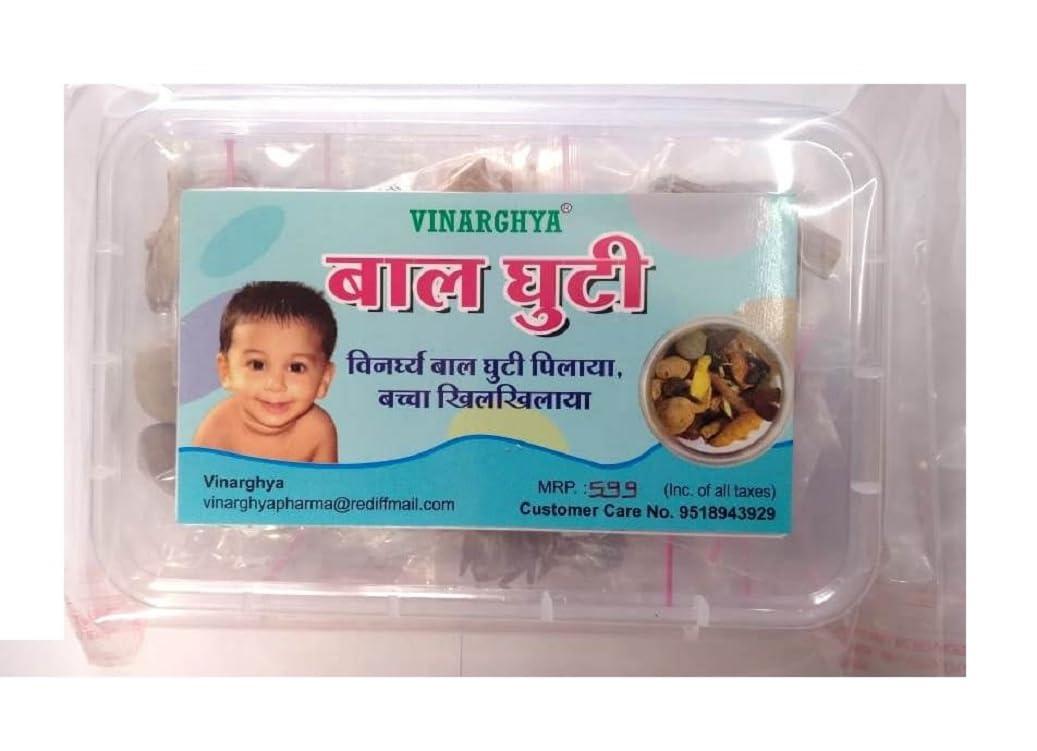 VINARGHYA®
बाल घुटी
विनर्घ्य बाल घुटी पिलाया,
बच्चा खिलखिलाया
Vinarghya
vinarghyapharma@rediffmail.com
MRP. :599 (Inc. of all taxes)
Customer Care No. 9518943929